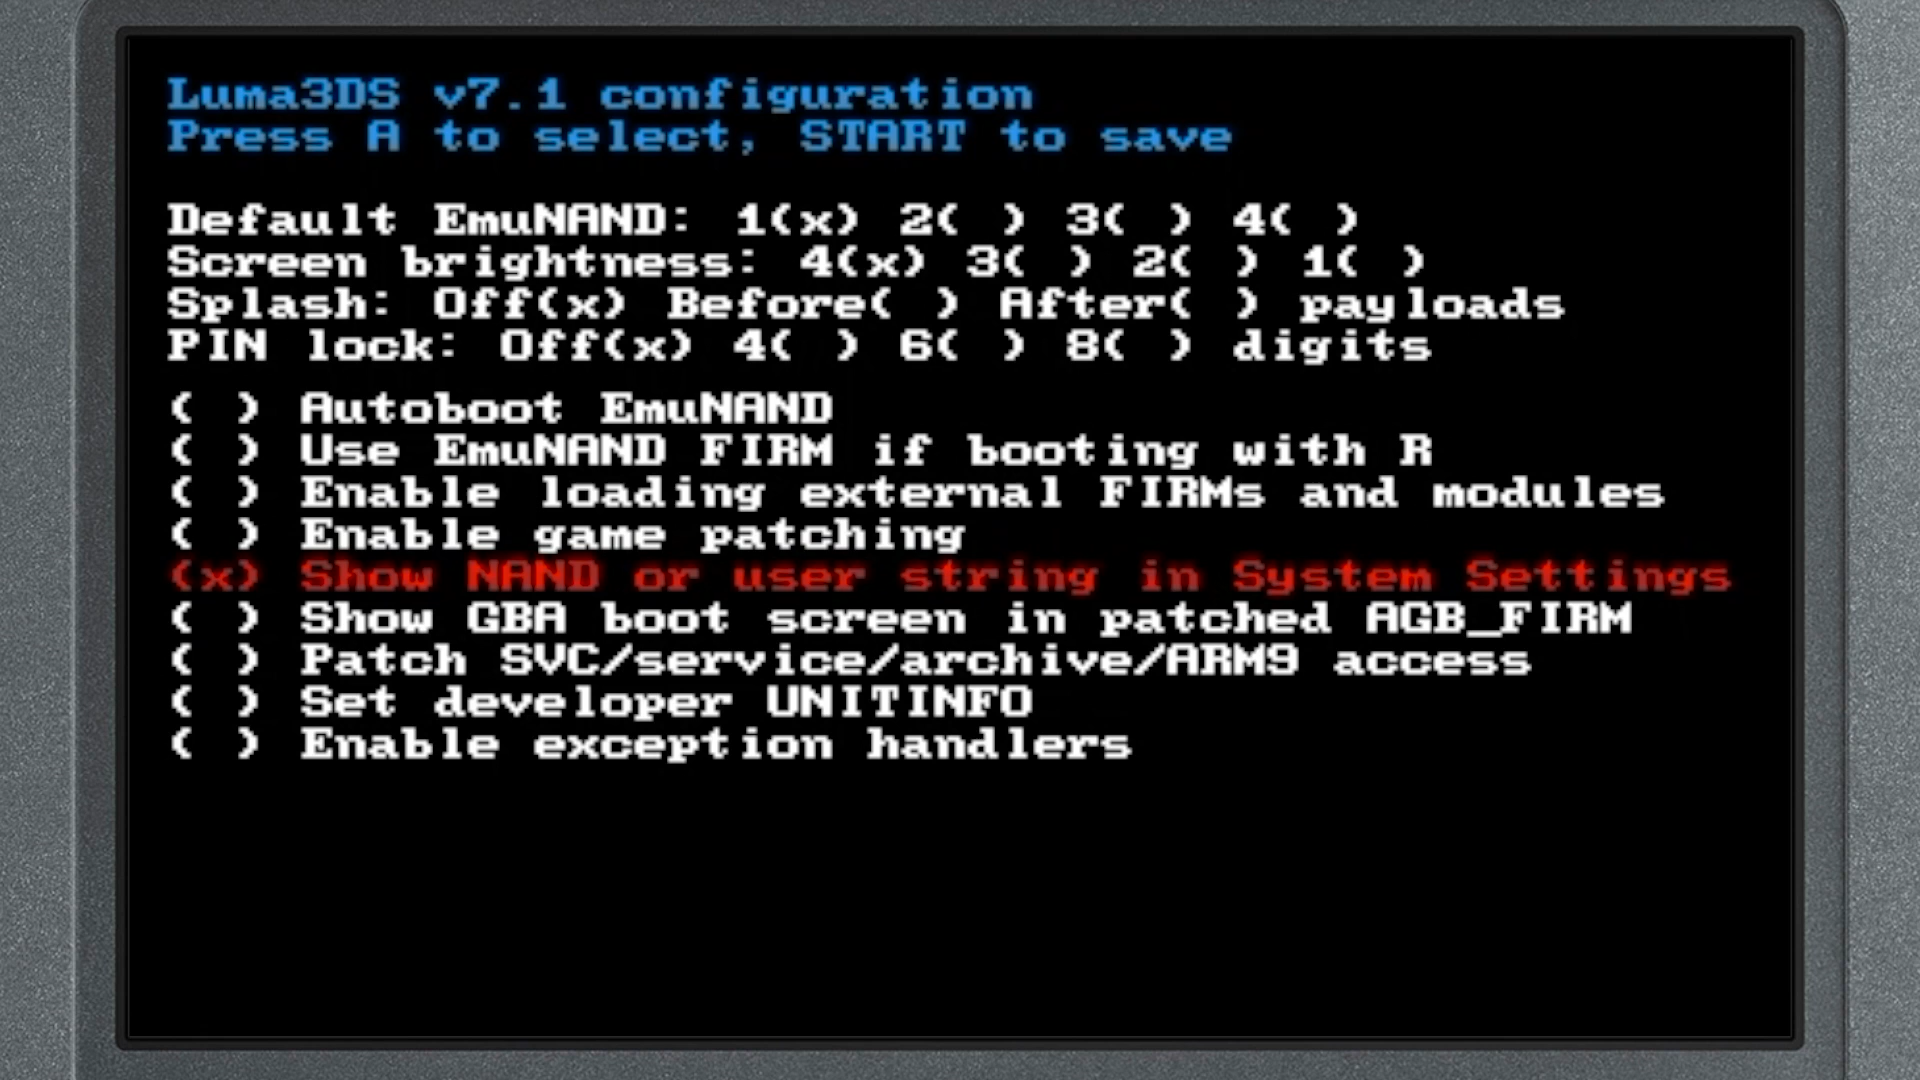 Luma3DS v7.1 configuration
Press A to select, START to save
Default EmuNAND: 1(x) 2( ) 3( ) 4( )
Screen brightness: 4(x) 3( ) 2( ) 1( )
Splash: Off(x) Before( ) After( ) payloads
PIN lock: Off(x) 4( ) 6( ) 8( ) digits
( ) Autoboot EmuNAND
( ) Use EmuNAND FIRM if booting with R
( ) Enable loading external FIRMs and modules
( ) Enable game patching
(x) Show NAND or user string in System Settings
( ) Show GBA boot screen in patched AGB_FIRM
( ) Patch SVC/service/archive/ARM9 access
( ) Set developer UNITINFO
( ) Enable exception handlers